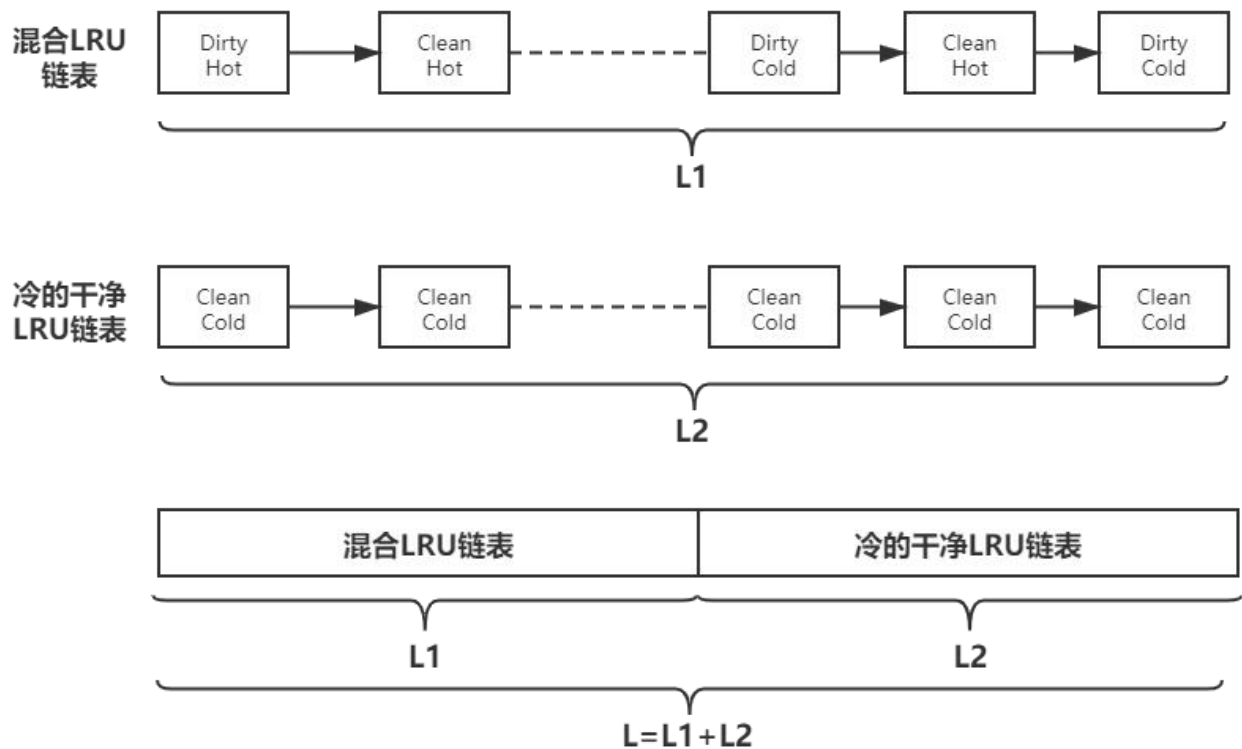 混合LRU
链表
Dirty
Hot
Clean
Hot
Dirty
Cold
Clean
Hot
Dirty
Cold
L1
冷的干净
LRU链表
Clean
Cold
Clean
Cold
Clean
Cold
Clean
Cold
Clean
Cold
L2
混合LRU链表
冷的干净LRU链表
L1
L2
L=L1+L2